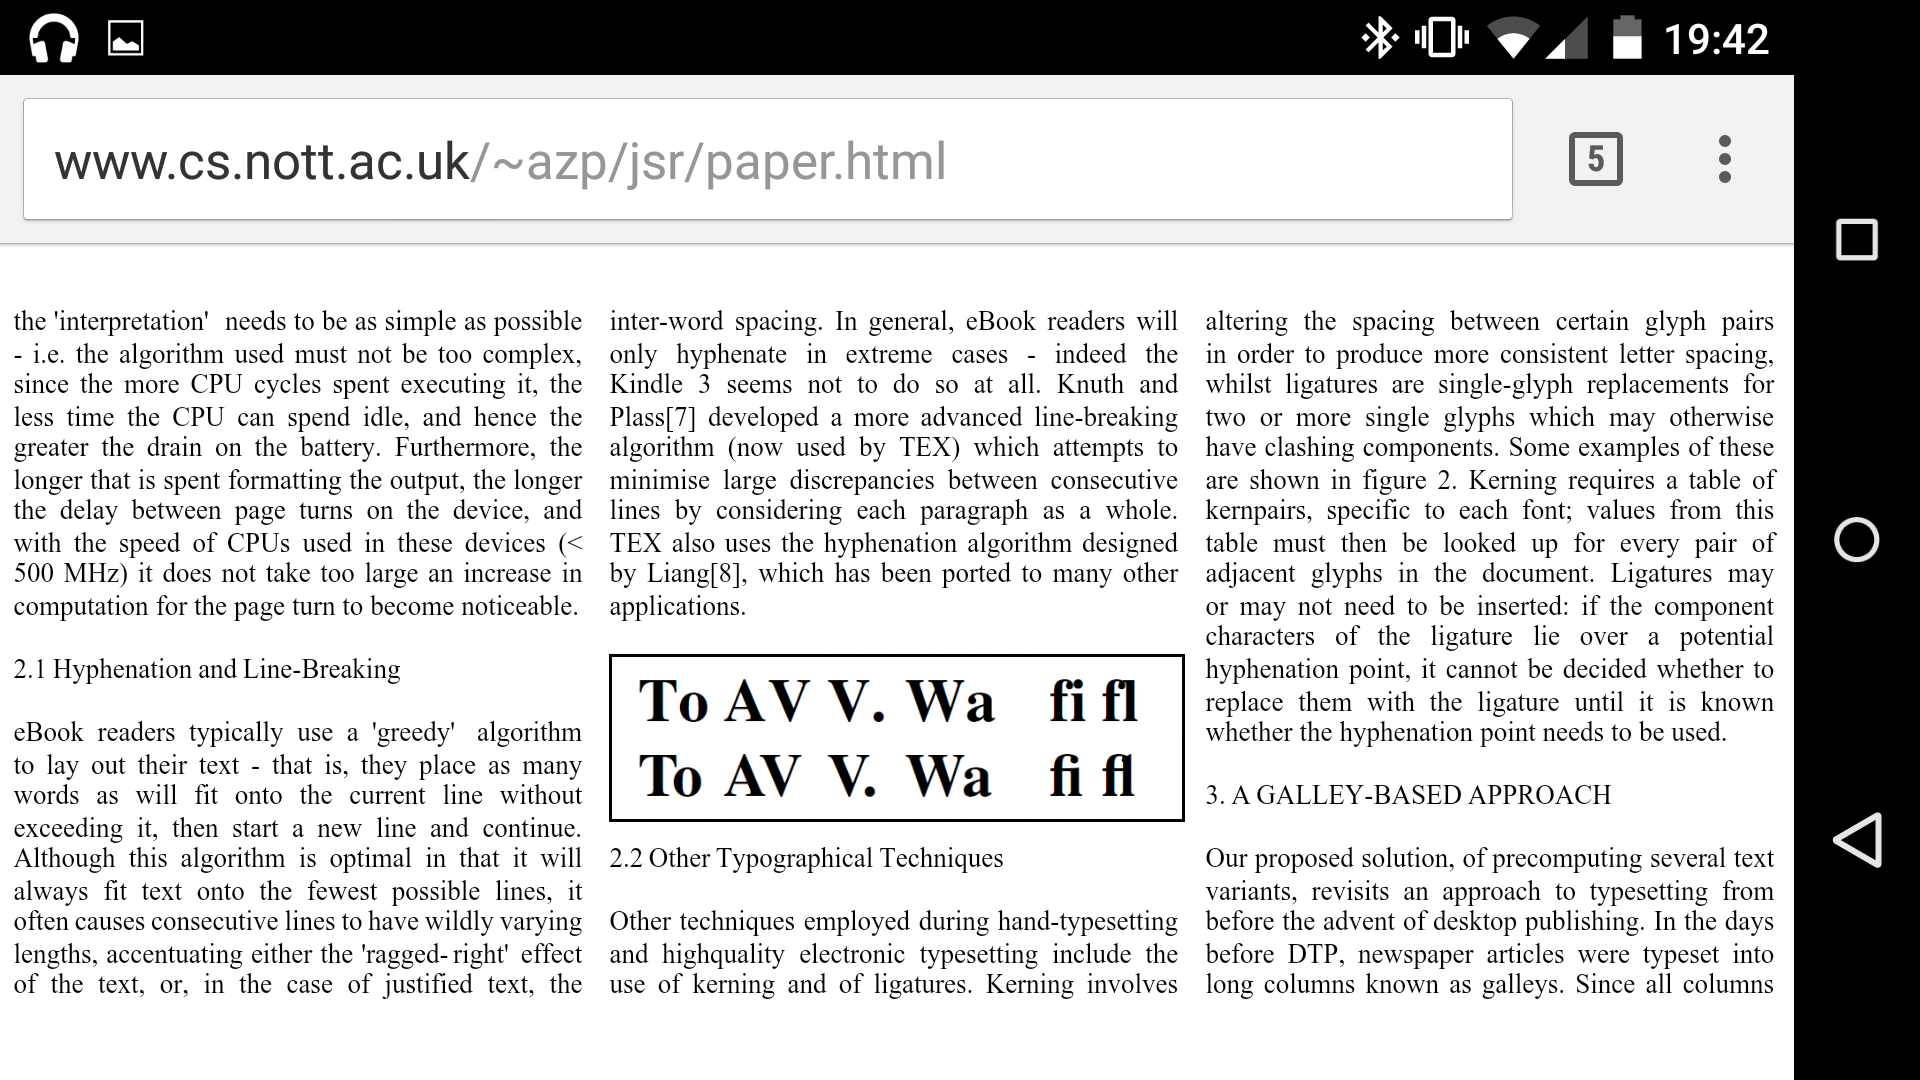 19:42
www.cs.nott.ac.uk/~azp/jsr/paper.html
5
the 'interpretation' needs to be as simple as possible
- i.e. the algorithm used must not be too complex,
since the more CPU cycles spent executing it, the
less time the CPU can spend idle, and hence the
greater the drain on the battery. Furthermore, the
longer that is spent formatting the output, the longer
the delay between page turns on the device, and
with the speed of CPUs used in these devices (<
500 MHz) it does not take too large an increase in
computation for the page turn to become noticeable.
2.1 Hyphenation and Line-Breaking
eBook readers typically use a 'greedy' algorithm
to lay out their text - that is, they place as many
words as will fit onto the current line without
exceeding it, then start a new line and continue.
Although this algorithm is optimal in that it will
always fit text onto the fewest possible lines, it
often causes consecutive lines to have wildly varying
lengths, accentuating either the 'ragged-right' effect
of the text, or, in the case of justified text, the
inter-word spacing. In general, eBook readers will
only hyphenate in extreme cases - indeed the
Kindle 3 seems not to do so at all. Knuth and
Plass[7] developed a more advanced line-breaking
algorithm (now used by TEX) which attempts to
minimise large discrepancies between consecutive
lines by considering each paragraph as a whole.
TEX also uses the hyphenation algorithm designed
by Liang[8], which has been ported to many other
applications.
To AV V. Wa fi fl
To AV V. Wa fi fl
2.2 Other Typographical Techniques
Other techniques employed during hand-typesetting
and highquality electronic typesetting include the
use of kerning and of ligatures. Kerning involves
altering the spacing between certain glyph pairs
in order to produce more consistent letter spacing,
whilst ligatures are single-glyph replacements for
two or more single glyphs which may otherwise
have clashing components. Some examples of these
are shown in figure 2. Kerning requires a table of
kernpairs, specific to each font; values from this
table must then be looked up for every pair of
adjacent glyphs in the document. Ligatures may
or may not need to be inserted: if the component
characters of the ligature lie over a potential
hyphenation point, it cannot be decided whether to
replace them with the ligature until it is known
whether the hyphenation point needs to be used.
3. A GALLEY-BASED APPROACH
Our proposed solution, of precomputing several text
variants, revisits an approach to typesetting from
before the advent of desktop publishing. In the days
before DTP, newspaper articles were typeset into
long columns known as galleys. Since all columns